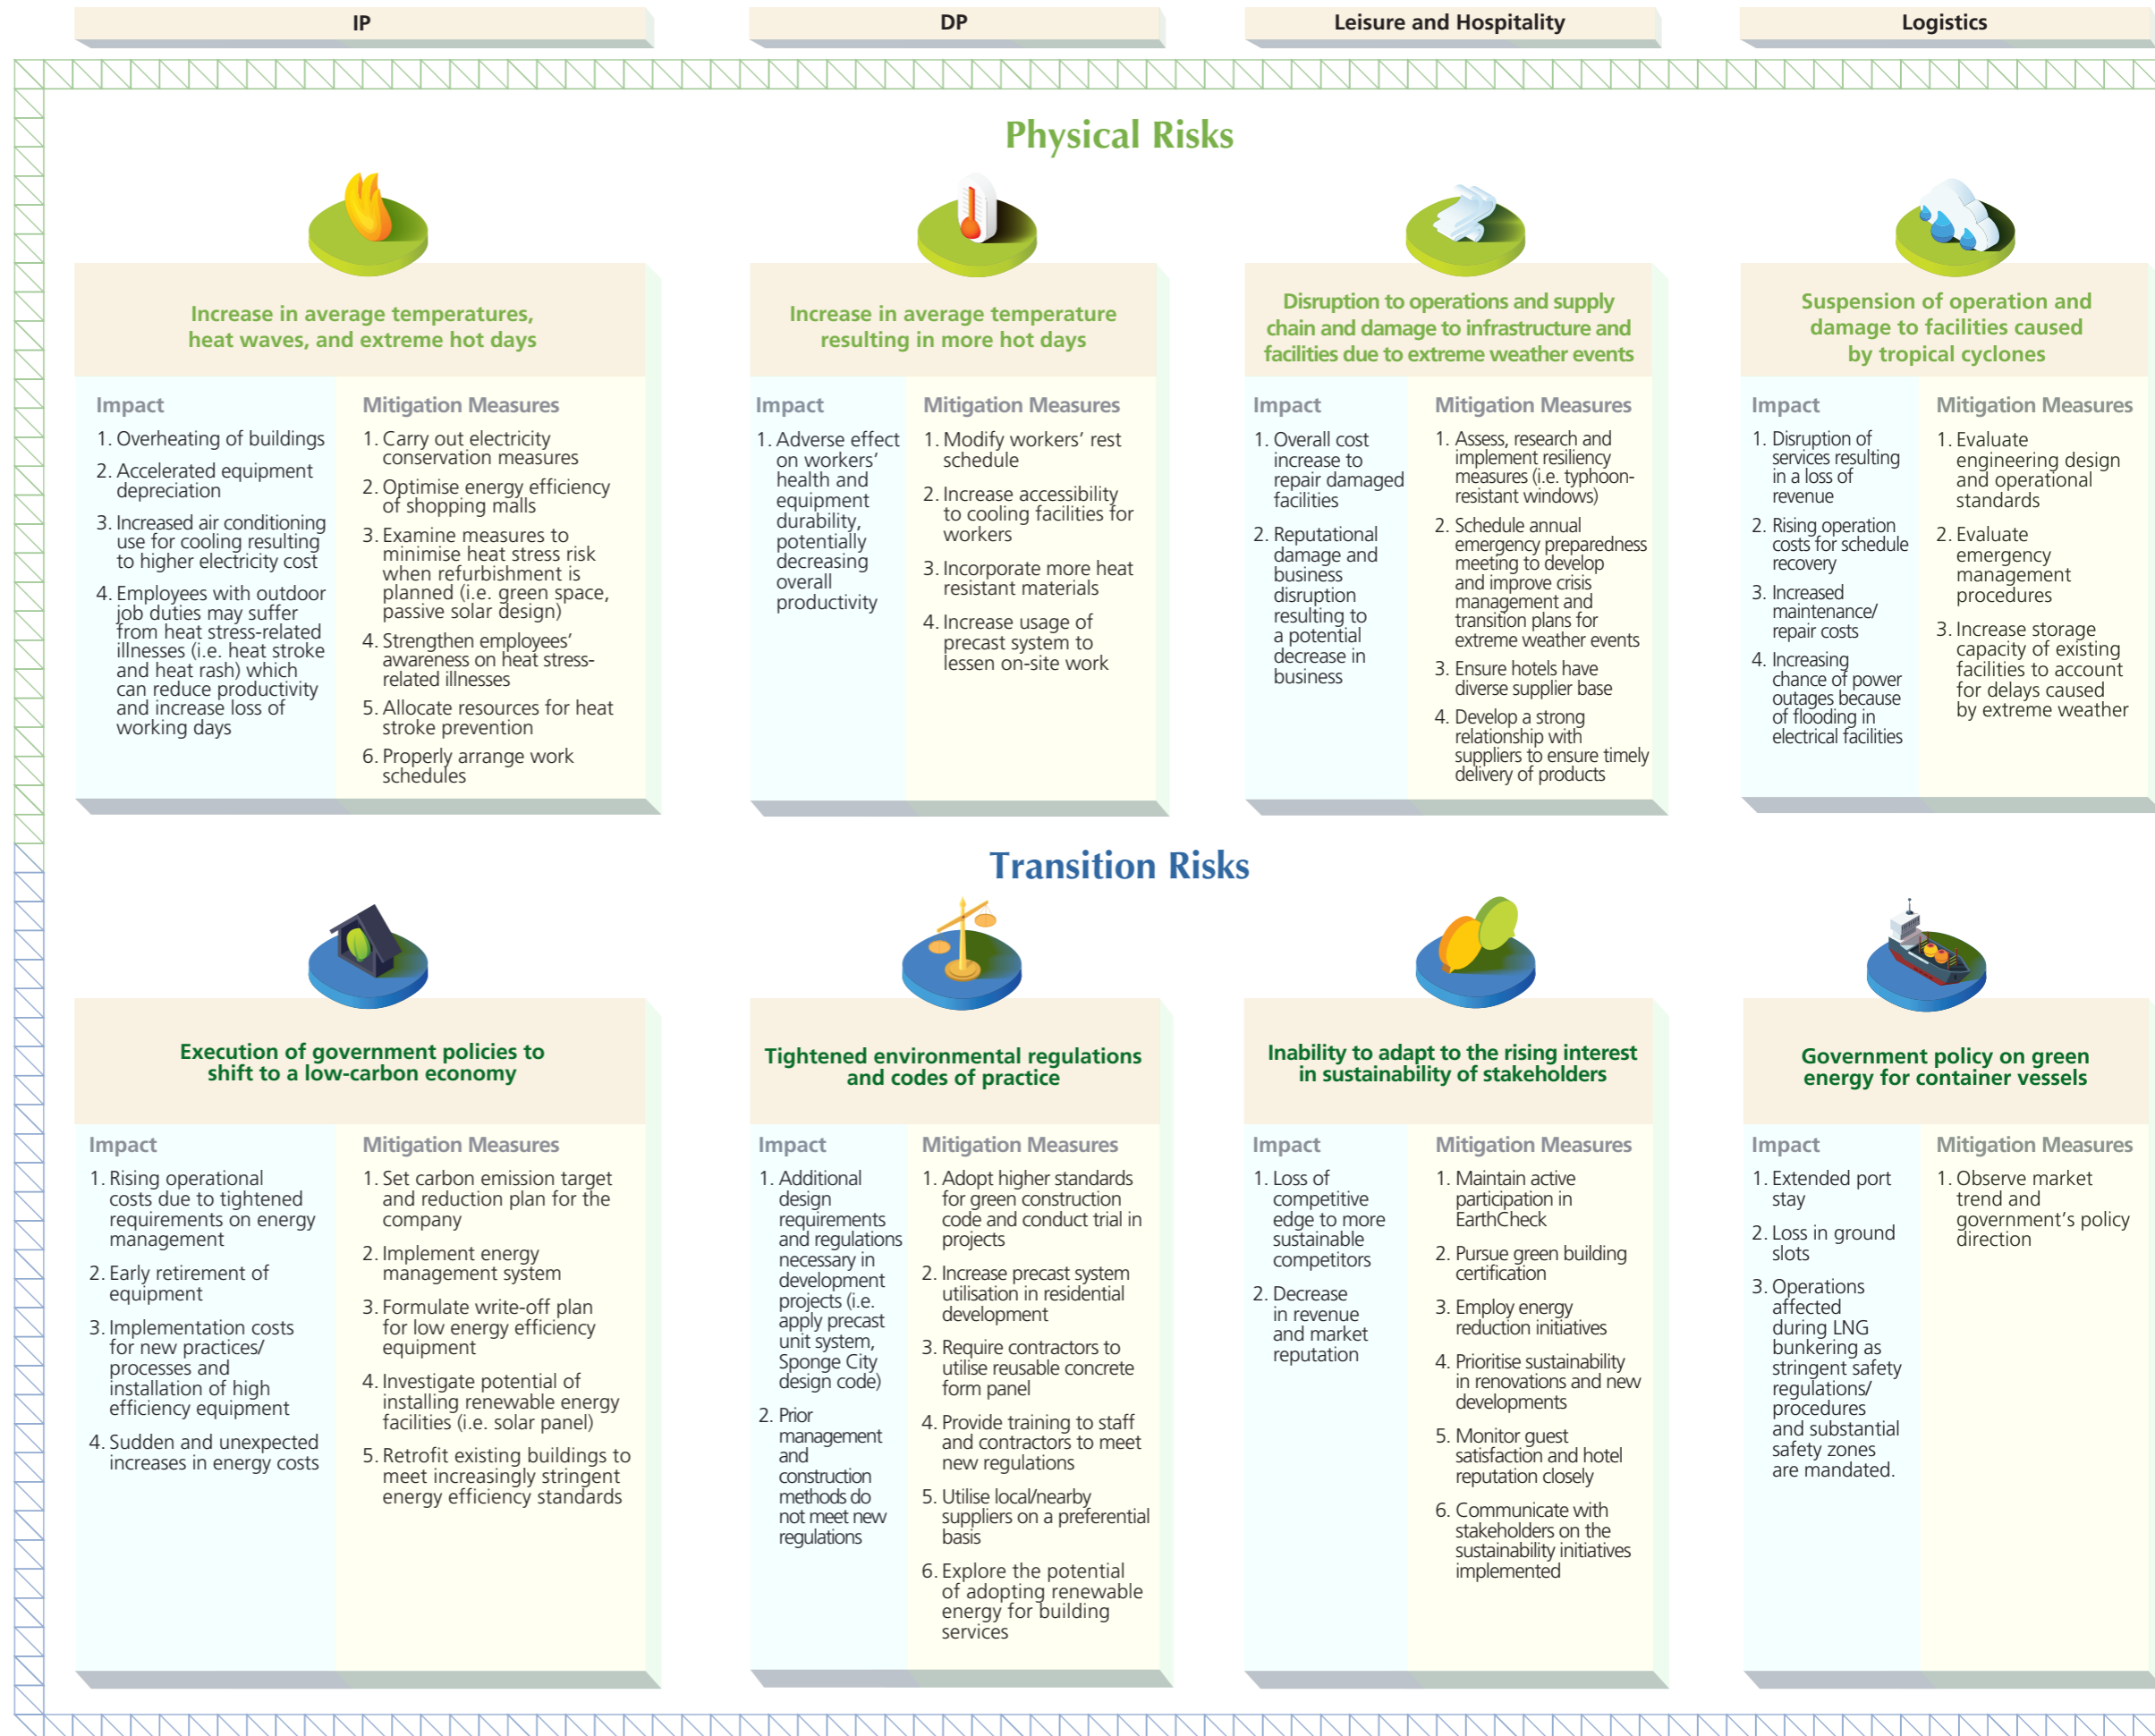 IP
DP
Leisure and Hospitality
Logistics
Physical Risks
Increase in average temperatures,
heat waves, and extreme hot days
Impact
1. Overheating of buildings
2. Accelerated equipment
depreciation
3. Increased air conditioning
use for cooling resulting
to higher electricity cost
4. Employees with outdoor
job duties may suffer
from heat stress-related
illnesses (i.e. heat stroke
and heat rash) which
can reduce productivity
and increase loss of
working days
Mitigation Measures
1. Carry out electricity
conservation measures
2. Optimise energy efficiency
of shopping malls
3. Examine measures to
minimise heat stress risk
when refurbishment is
planned (i.e. green space,
passive solar design)
4. Strengthen employees'
awareness on heat stress-
related illnesses
5. Allocate resources for heat
stroke prevention
6. Properly arrange work
schedules
Increase in average temperature
resulting in more hot days
Impact
1. Adverse effect
on workers'
health and
equipment
durability,
potentially
decreasing
overall
productivity
Mitigation Measures
1. Modify workers' rest
schedule
2. Increase accessibility
to cooling facilities for
workers
3. Incorporate more heat
resistant materials
4. Increase usage of
precast system to
lessen on-site work
Disruption to operations and supply
chain and damage to infrastructure and
facilities due to extreme weather events
Impact
1. Overall cost
increase to
repair damaged
facilities
2. Reputational
damage and
business
disruption
resulting to
a potential
decrease in
business
Mitigation Measures
1. Assess, research and
implement resiliency
measures (i.e. typhoon-
resistant windows)
2. Schedule annual
emergency preparedness
meeting to develop
and improve crisis
management and
transition plans for
extreme weather events
3. Ensure hotels have
diverse supplier base
4. Develop a strong
relationship with
suppliers to ensure timely
delivery of products
Suspension of operation and
damage to facilities caused
by tropical cyclones
Impact
1. Disruption of
services resulting
in a loss of
revenue
2. Rising operation
costs for schedule
recovery
3. Increased
maintenance/
repair costs
4. Increasing
chance of power
outages because
of flooding in
electrical facilities
Mitigation Measures
1. Evaluate
engineering design
and operational
standards
2. Evaluate
emergency
management
procedures
3. Increase storage
capacity of existing
facilities to account
for delays caused
by extreme weather
Transition Risks
Execution of government policies to
shift to a low-carbon economy
Impact
1. Rising operational
costs due to tightened
requirements on energy
management
2. Early retirement of
equipment
3. Implementation costs
for new practices/
processes and
installation of high
efficiency equipment
4. Sudden and unexpected
increases in energy costs
Mitigation Measures
1. Set carbon emission target
and reduction plan for the
company
2. Implement energy
management system
3. Formulate write-off plan
for low energy efficiency
equipment
4. Investigate potential of
installing renewable energy
facilities (i.e. solar panel)
5. Retrofit existing buildings to
meet increasingly stringent
energy efficiency standards
Tightened environmental regulations
and codes of practice
Impact
1. Additional
design
requirements
and regulations
necessary in
development
projects (i.e.
apply precast
unit system,
Sponge City
design code)
2. Prior
management
and
construction
methods do
not meet new
regulations
Mitigation Measures
1. Adopt higher standards
for green construction
code and conduct trial in
projects
2. Increase precast system
utilisation in residential
development
3. Require contractors to
utilise reusable concrete
form panel
4. Provide training to staff
and contractors to meet
new regulations
5. Utilise local/nearby
suppliers on a preferential
basis
6. Explore the potential
of adopting renewable
energy for building
services
Inability to adapt to the rising interest
in sustainability of stakeholders
Impact
1. Loss of
competitive
edge to more
sustainable
competitors
2. Decrease
in revenue
and market
reputation
Mitigation Measures
1. Maintain active
participation in
EarthCheck
2. Pursue green building
certification
3. Employ energy
reduction initiatives
4. Prioritise sustainability
in renovations and new
developments
5. Monitor guest
satisfaction and hotel
reputation closely
6. Communicate with
stakeholders on the
sustainability initiatives
implemented
Government policy on green
energy for container vessels
Impact
1. Extended port
stay
2. Loss in ground
slots
3. Operations
affected
during LNG
bunkering as
stringent safety
regulations/
procedures
and substantial
safety zones
are mandated.
Mitigation Measures
1. Observe market
trend and
government's policy
direction